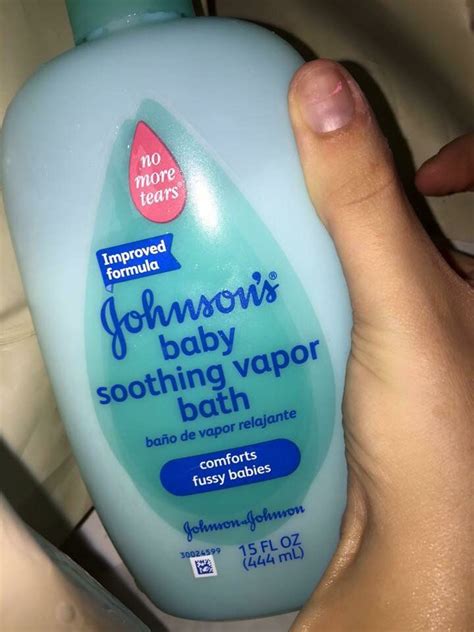 no
more
tears®
Improved
formula
Johnson's®
baby
soothing vapor
bath
baño de vapor relajante
comforts
fussy babies
Johnson & Johnson
30024599
15 FL OZ
(444 mL)